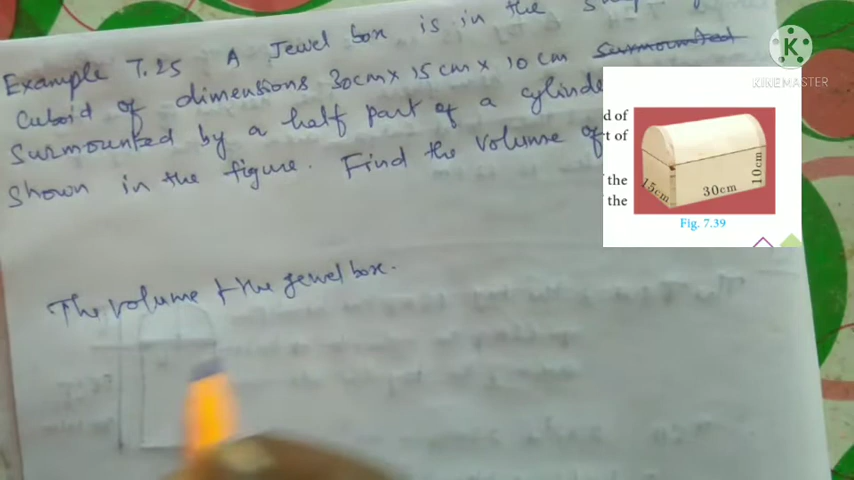 Example 7.25 A Jewel box is in the
Cuboid of dimensions 30cm x 15 cm x 10 cm surmounted
Surmounted by a half part of a cylinde
Shown in the figure. Find the volume of
The volume the jewel box.
K
KINEMASTER
d of
rt of
the
the
15cm
30cm
10cm
Fig. 7.39